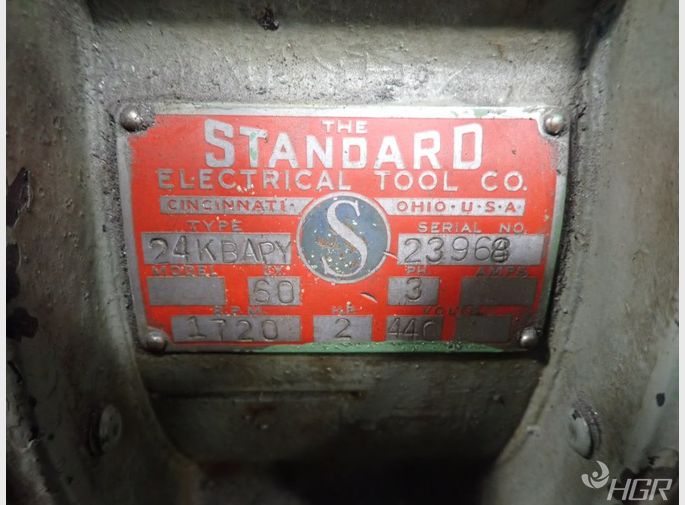 THE
STANDARD
ELECTRICAL TOOL CO.
CINCINNATI · S OHIO · U · S · A
TYPE SERIAL NO.
24KBAPY 23968
MODEL CY. PH AMPS
60 3
R.P.M. H.P. VOLTS
1720 2 440
HGR